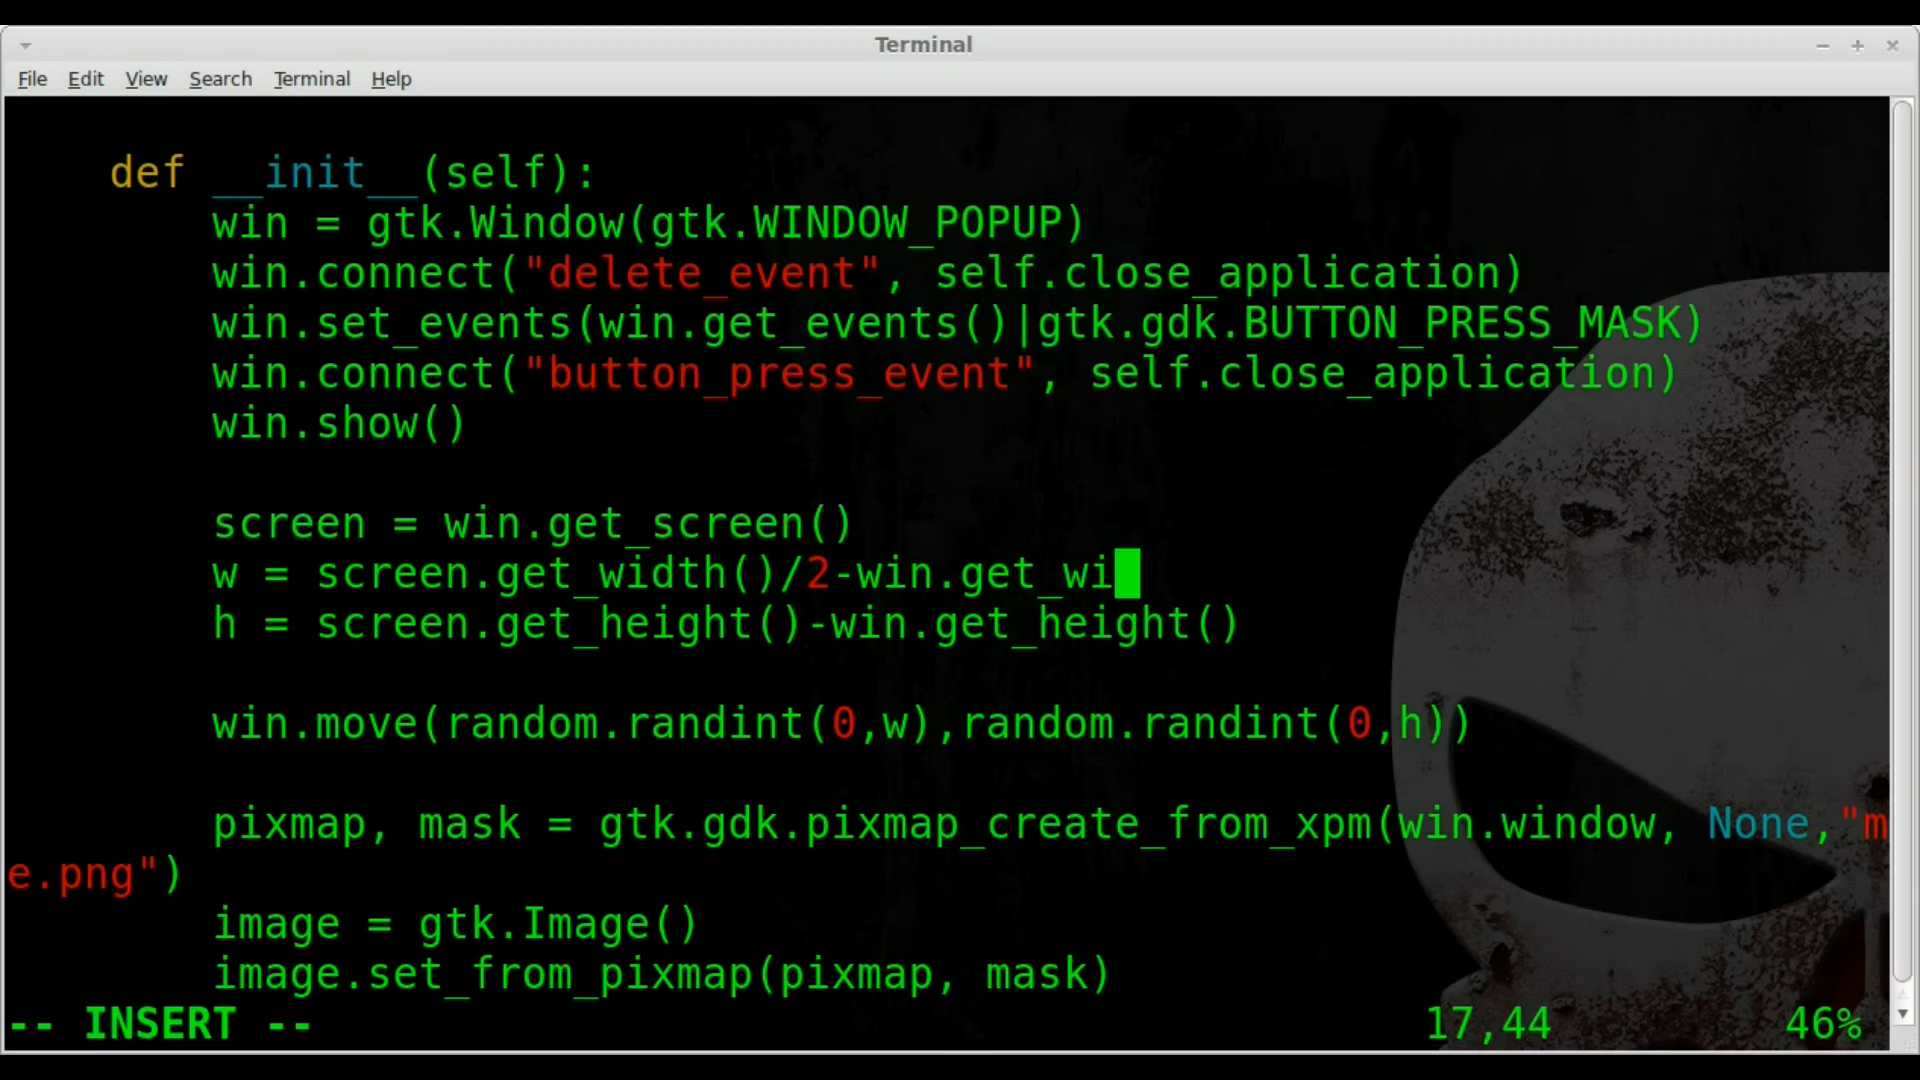 Terminal
File Edit View Search Terminal Help
def __init__(self):
win = gtk.Window(gtk.WINDOW_POPUP)
win.connect("delete_event", self.close_application)
win.set_events(win.get_events()|gtk.gdk.BUTTON_PRESS_MASK)
win.connect("button_press_event", self.close_application)
win.show()
screen = win.get_screen()
w = screen.get_width()/2-win.get_wi
h = screen.get_height()-win.get_height()
win.move(random.randint(0,w),random.randint(0,h))
pixmap, mask = gtk.gdk.pixmap_create_from_xpm(win.window, None,"m
e.png")
image = gtk.Image()
image.set_from_pixmap(pixmap, mask)
-- INSERT -- 17,44 46%